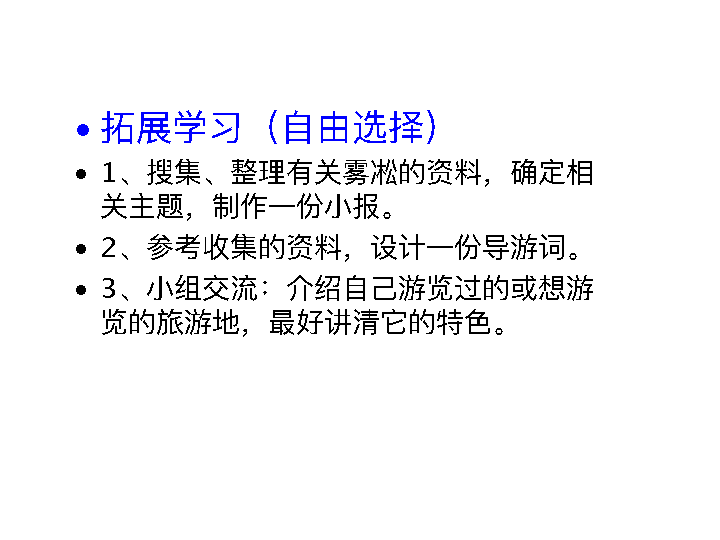 • 拓展学习（自由选择）
• 1、搜集、整理有关雾凇的资料，确定相
关主题，制作一份小报。
• 2、参考收集的资料，设计一份导游词。
• 3、小组交流：介绍自己游览过的或想游
览的旅游地，最好讲清它的特色。